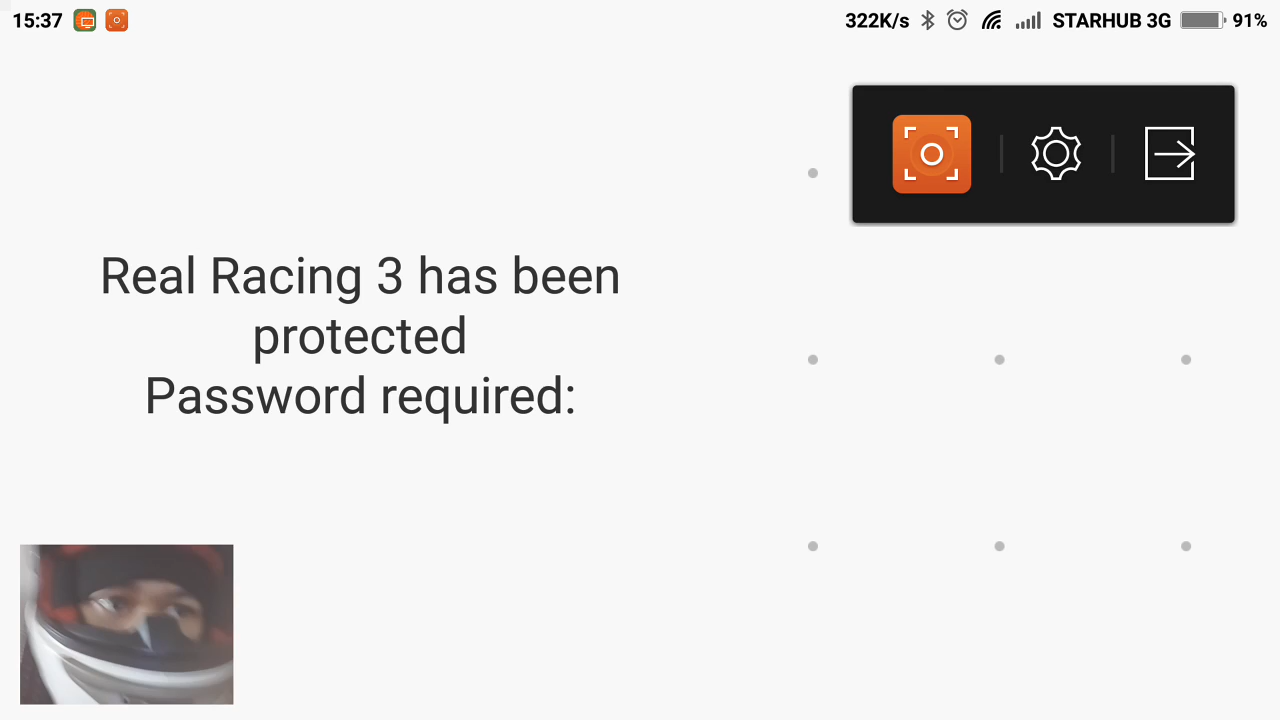 15:37 322K/s STARHUB 3G 91%
Real Racing 3 has been
protected
Password required: